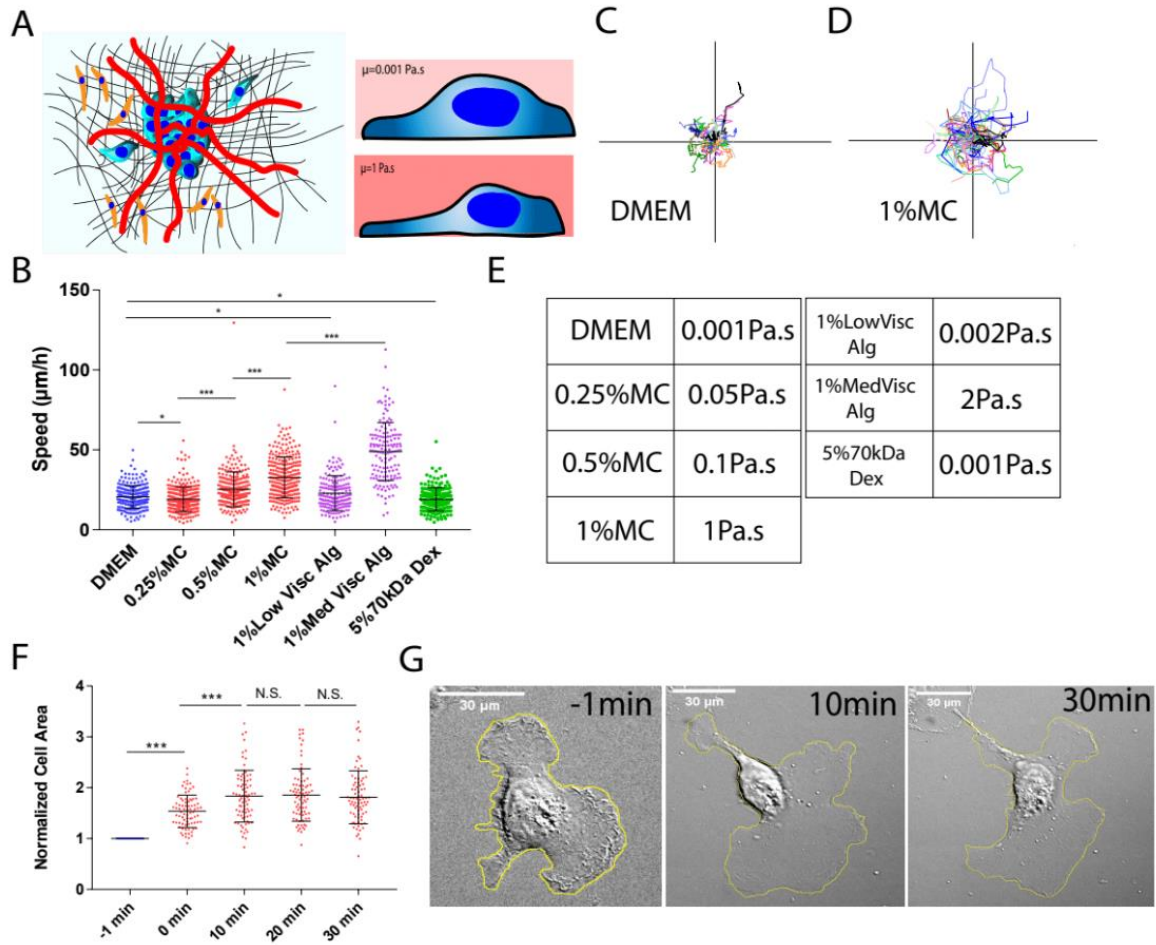 A
μ=0.001 Pa.s
μ=1 Pa.s
C
DMEM
D
1%MC
B
Speed (μm/h)
150
100
50
0
*
*
***
***
***
*
DMEM
0.25%MC
0.5%MC
1%MC
1%Low Visc Alg
1%Med Visc Alg
5%70kDa Dex
E
DMEM 0.001Pa.s
0.25%MC 0.05Pa.s
0.5%MC 0.1Pa.s
1%MC 1Pa.s
1%LowVisc
Alg
0.002Pa.s
1%MedVisc
Alg
2Pa.s
5%70kDa
Dex
0.001Pa.s
F
Normalized Cell Area
4
3
2
1
0
***
***
N.S.
N.S.
-1 min
0 min
10 min
20 min
30 min
G
30 μm
-1min
30 μm
10min
30 μm
30min